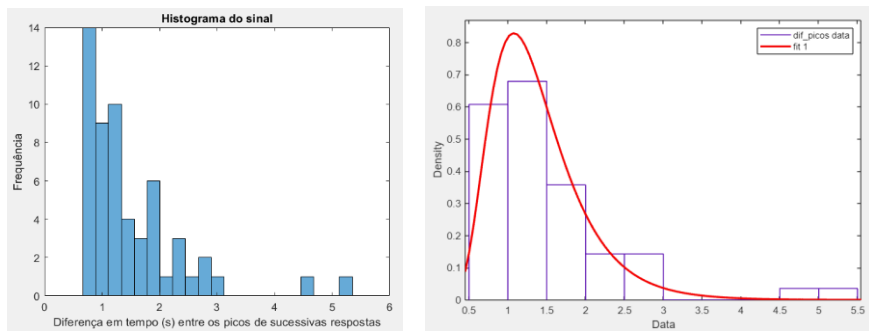 Histograma do sinal
14
12
10
8
6
4
2
0
0 1 2 3 4 5 6
Frequência
Diferença em tempo (s) entre os picos de sucessivas respostas
dif_picos data
fit 1
0.8
0.7
0.6
0.5
0.4
0.3
0.2
0.1
0
0.5 1 1.5 2 2.5 3 3.5 4 4.5 5 5.5
Density
Data